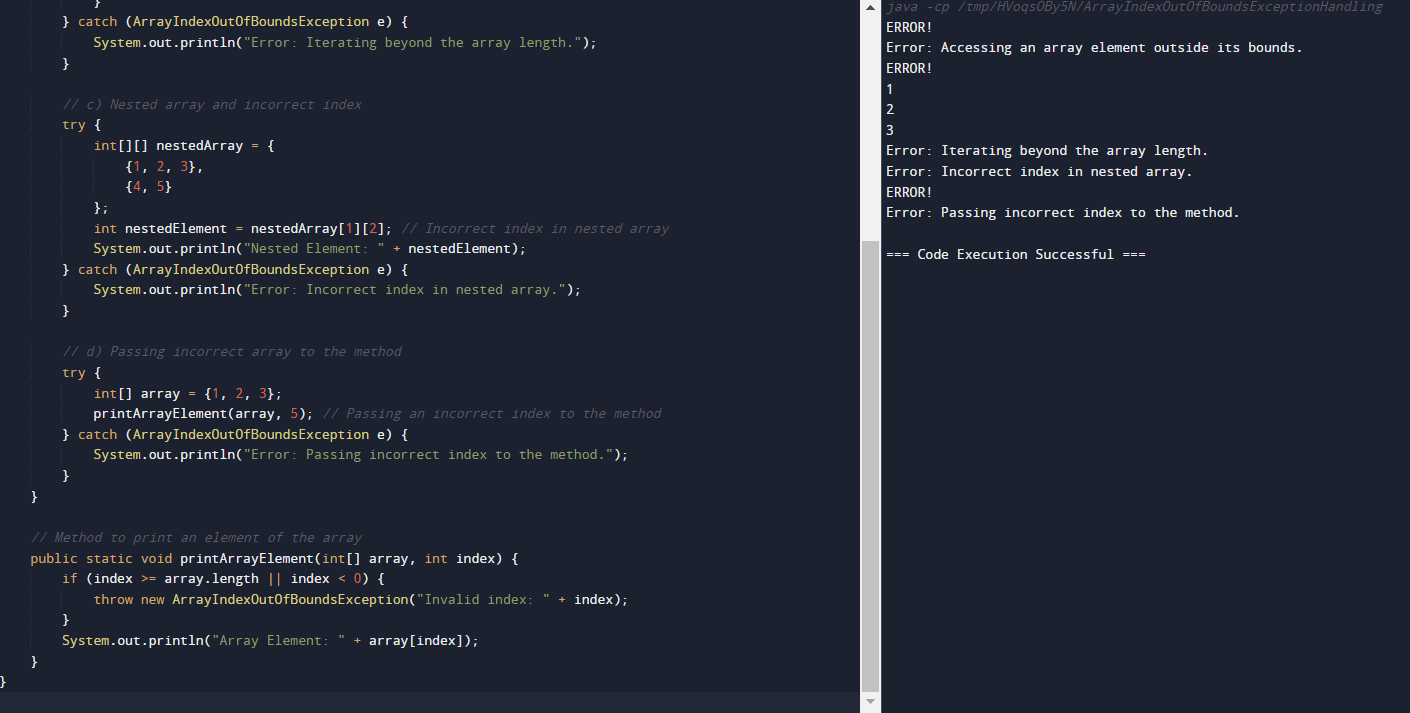 }
} catch (ArrayIndexOutOfBoundsException e) {
System.out.println("Error: Iterating beyond the array length.");
}
// c) Nested array and incorrect index
try {
int[][] nestedArray = {
{1, 2, 3},
{4, 5}
};
int nestedElement = nestedArray[1][2]; // Incorrect index in nested array
System.out.println("Nested Element: " + nestedElement);
} catch (ArrayIndexOutOfBoundsException e) {
System.out.println("Error: Incorrect index in nested array.");
}
// d) Passing incorrect array to the method
try {
int[] array = {1, 2, 3};
printArrayElement(array, 5); // Passing an incorrect index to the method
} catch (ArrayIndexOutOfBoundsException e) {
System.out.println("Error: Passing incorrect index to the method.");
}
}
// Method to print an element of the array
public static void printArrayElement(int[] array, int index) {
if (index >= array.length || index < 0) {
throw new ArrayIndexOutOfBoundsException("Invalid index: " + index);
}
System.out.println("Array Element: " + array[index]);
}
}
java -cp /tmp/HVoqsOBy5N/ArrayIndexOutOfBoundsExceptionHandling
ERROR!
Error: Accessing an array element outside its bounds.
ERROR!
1
2
3
Error: Iterating beyond the array length.
Error: Incorrect index in nested array.
ERROR!
Error: Passing incorrect index to the method.
=== Code Execution Successful ===